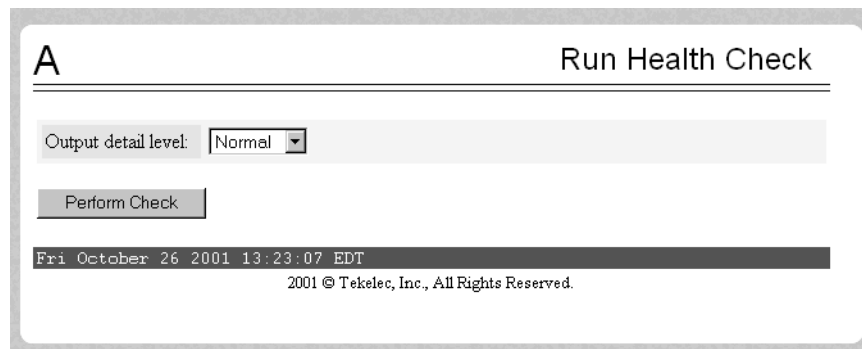 A Run Health Check
Output detail level: Normal
Perform Check
Fri October 26 2001 13:23:07 EDT
2001 © Tekelec, Inc., All Rights Reserved.